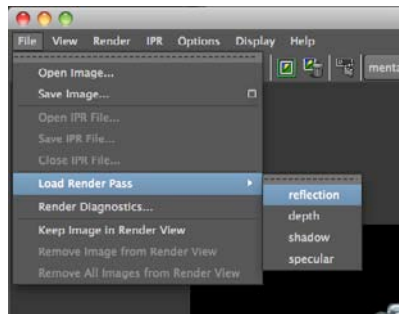 File View Render IPR Options Display Help
Open Image...
Save Image...
Open IPR File...
Save IPR File...
Close IPR File...
Load Render Pass
reflection
depth
shadow
specular
Render Diagnostics...
Keep Image in Render View
Remove Image from Render View
Remove All Images from Render View
menta